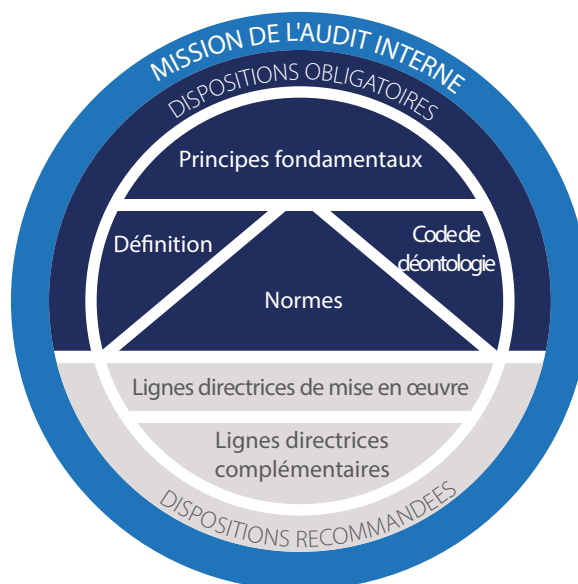 MISSION DE L'AUDIT INTERNE
DISPOSITIONS OBLIGATOIRES
Principes fondamentaux
Définition
Code de
déontologie
Normes
Lignes directrices de mise en œuvre
Lignes directrices
complémentaires
DISPOSITIONS RECOMMANDEES